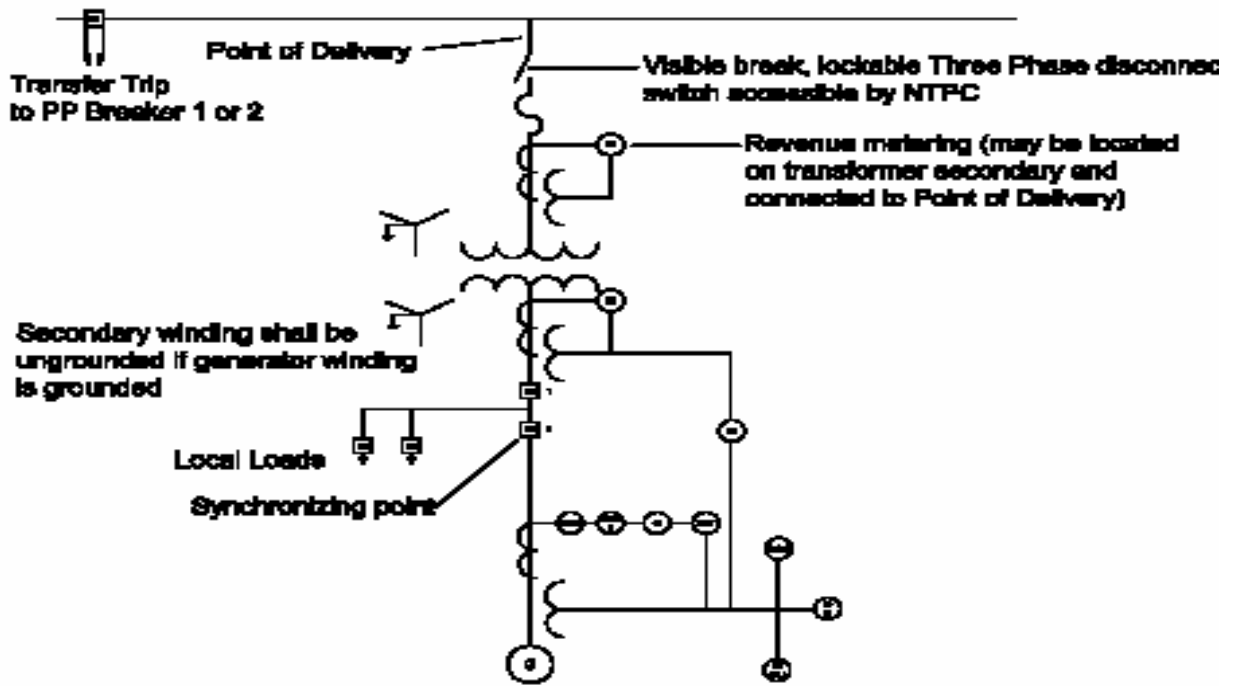 Point of Delivery
Transfer Trip
to PP Breaker 1 or 2
Visible break, lockable Three Phase disconnec
switch accessible by NTPC
Revenue metering (may be located
on transformer secondary and
connected to Point of Delivery)
Secondary winding shall be
ungrounded if generator winding
is grounded
Local Loads
Synchronizing point